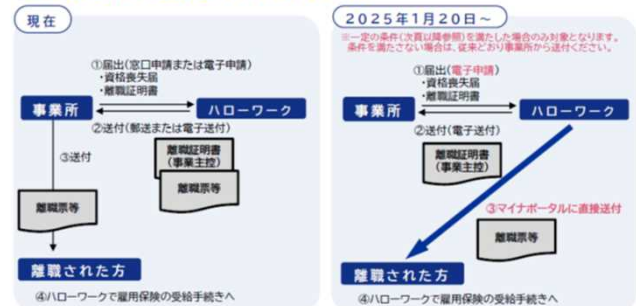 現在
①届出(窓口申請または電子申請)
・資格喪失届
・離職証明書
事業所
ハローワーク
②送付(郵送または電子送付)
離職証明書
(事業主控)
離職票等
③送付
離職票等
離職された方
④ハローワークで雇用保険の受給手続きへ
2025年1月20日~
※一定の条件(次頁以降参照)を満たした場合のみ対象となります。
条件を満たさない場合は、従来どおり事業所から送付ください。
①届出(電子申請)
・資格喪失届
・離職証明書
事業所
ハローワーク
②送付(電子送付)
離職証明書
(事業主控)
③マイナポータルに直接送付
離職票等
離職された方
④ハローワークで雇用保険の受給手続きへ